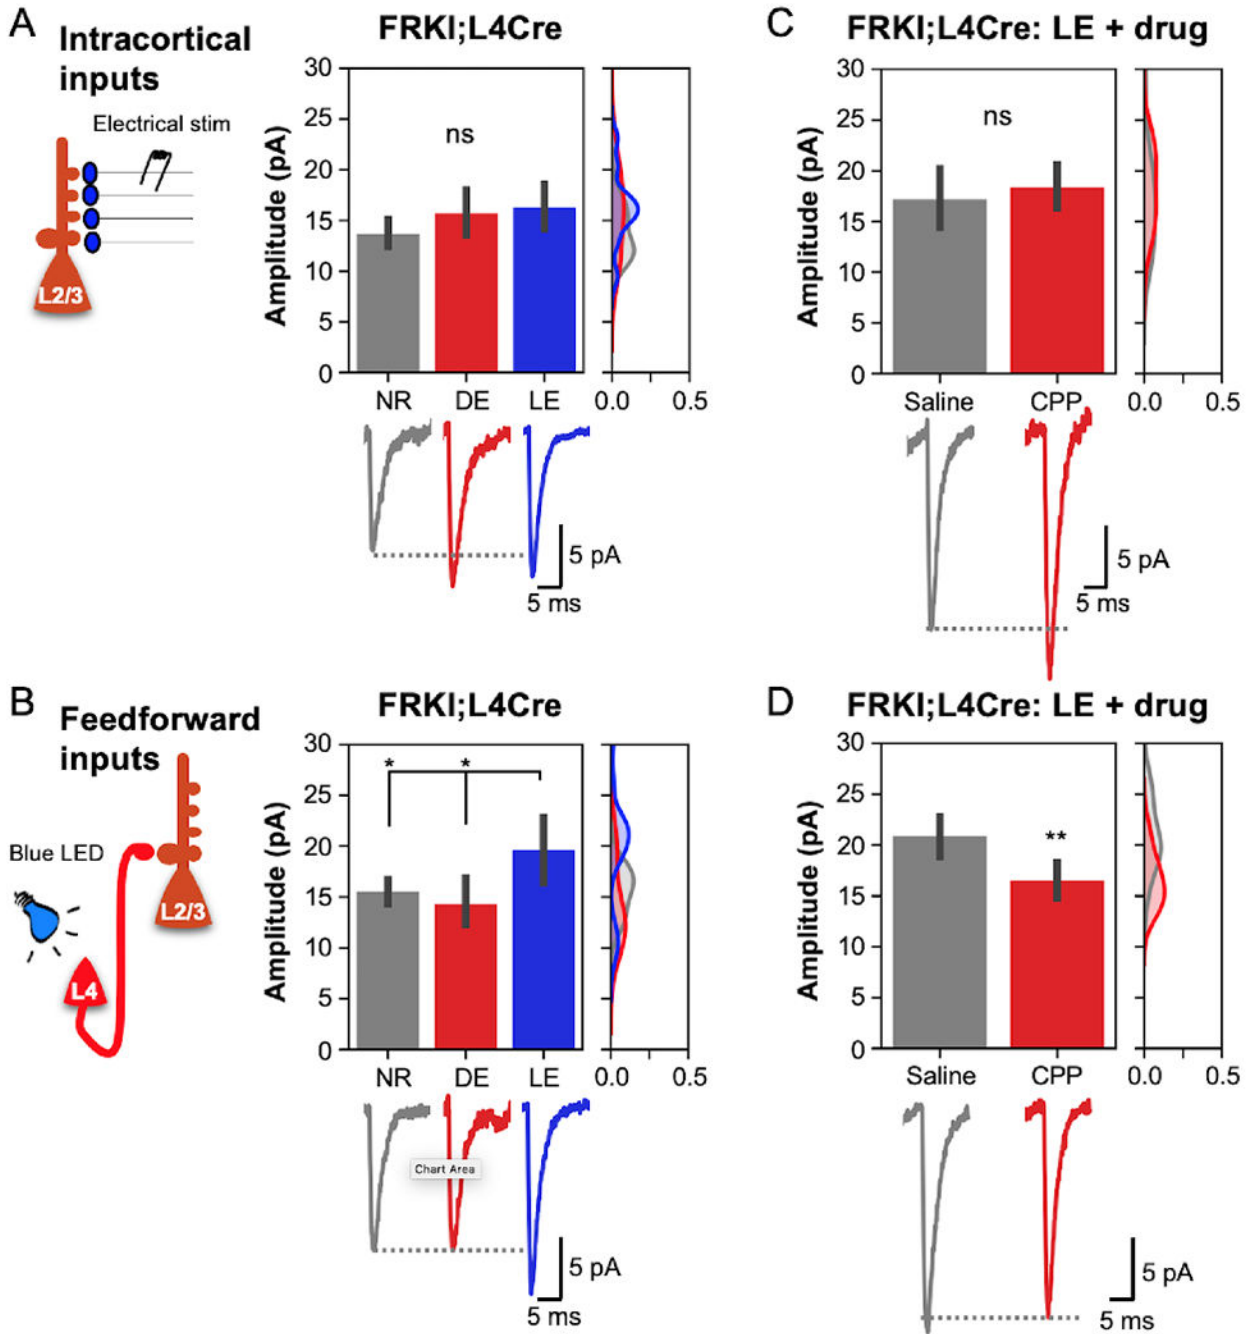 A
Intracortical
inputs
Electrical stim
L2/3
FRKI;L4Cre
Amplitude (pA)
30
25
20
15
10
5
0
ns
NR DE LE
0.0 0.5
5 pA
5 ms
C
FRKI;L4Cre: LE + drug
Amplitude (pA)
30
25
20
15
10
5
0
ns
Saline CPP
0.0 0.5
5 pA
5 ms
B
Feedforward
inputs
Blue LED
L2/3
L4
FRKI;L4Cre
Amplitude (pA)
30
25
20
15
10
5
0
* *
NR DE LE
0.0 0.5
Chart Area
5 pA
5 ms
D
FRKI;L4Cre: LE + drug
Amplitude (pA)
30
25
20
15
10
5
0
**
Saline CPP
0.0 0.5
5 pA
5 ms